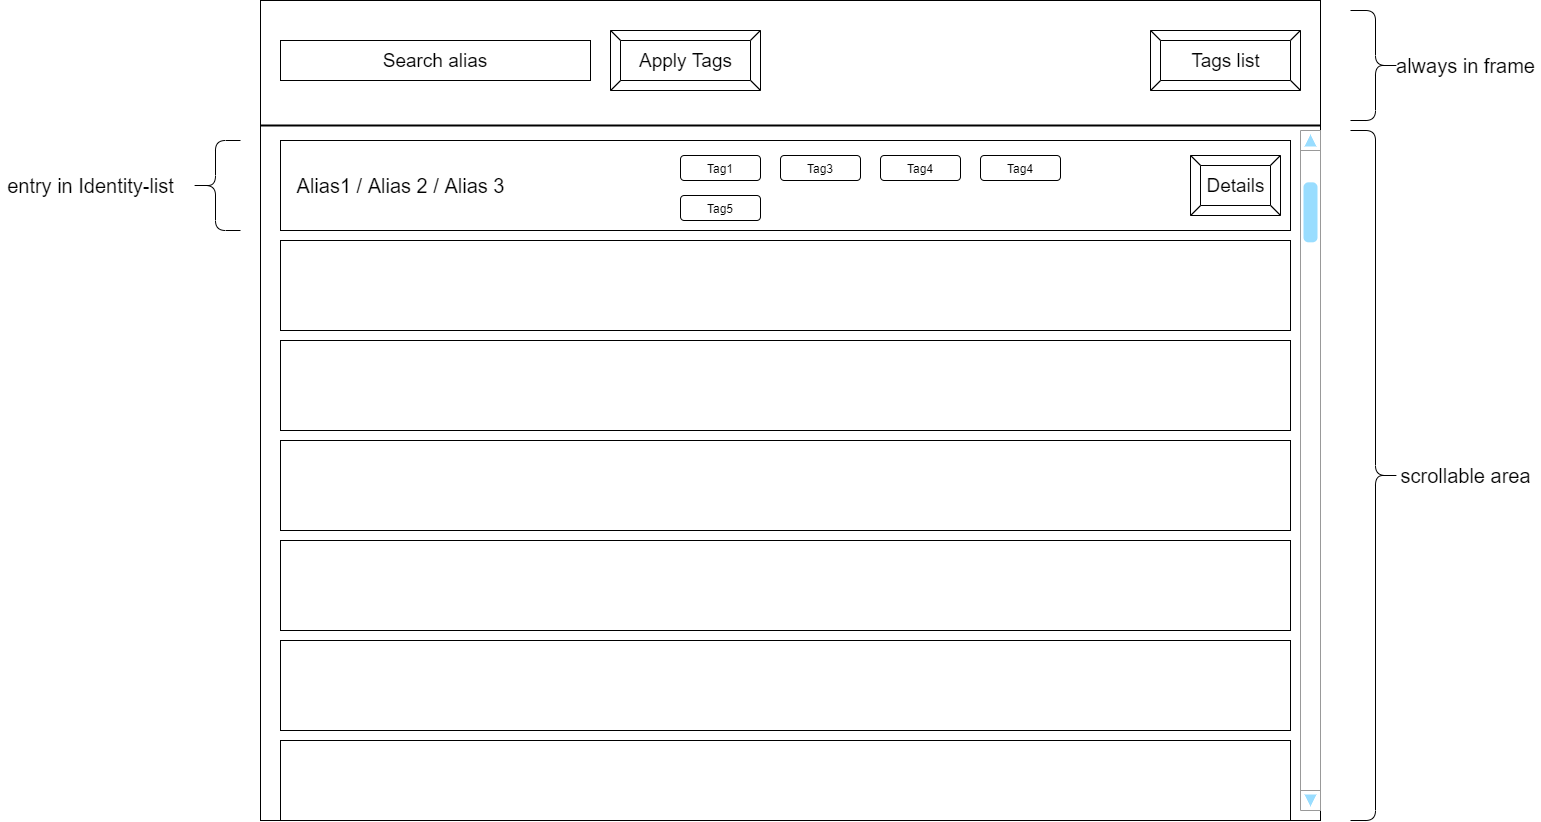 Search alias
Apply Tags
Tags list
always in frame
entry in Identity-list
Alias1 / Alias 2 / Alias 3
Tag1
Tag3
Tag4
Tag4
Tag5
Details
scrollable area